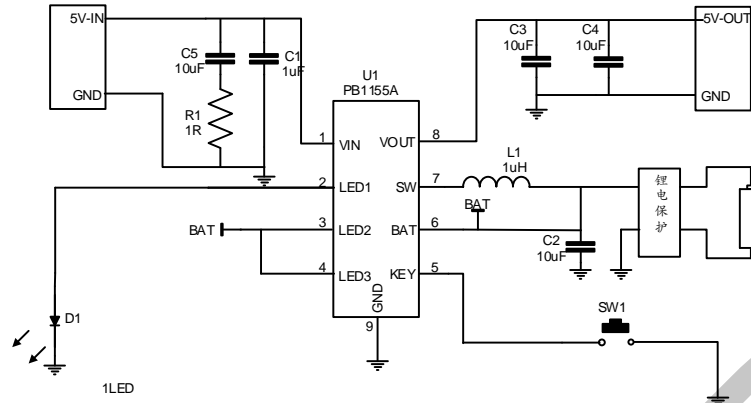 5V-IN
GND
C5
10uF
C1
1uF
R1
1R
U1
PB1155A
1
VIN
2
LED1
3
LED2
4
LED3
8
VOUT
7
SW
6
BAT
5
KEY
GND
9
BAT
D1
1LED
C3
10uF
C4
10uF
5V-OUT
GND
L1
1uH
BAT
C2
10uF
锂电保护
SW1